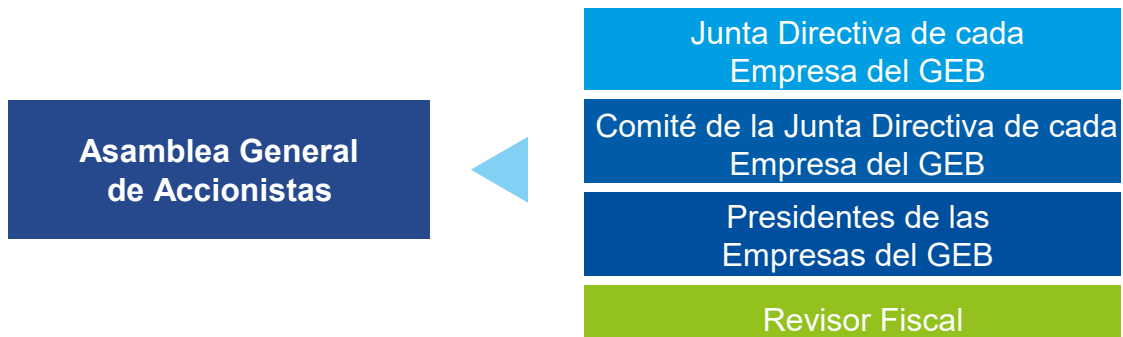 Asamblea General
de Accionistas
Junta Directiva de cada
Empresa del GEB
Comité de la Junta Directiva de cada
Empresa del GEB
Presidentes de las
Empresas del GEB
Revisor Fiscal